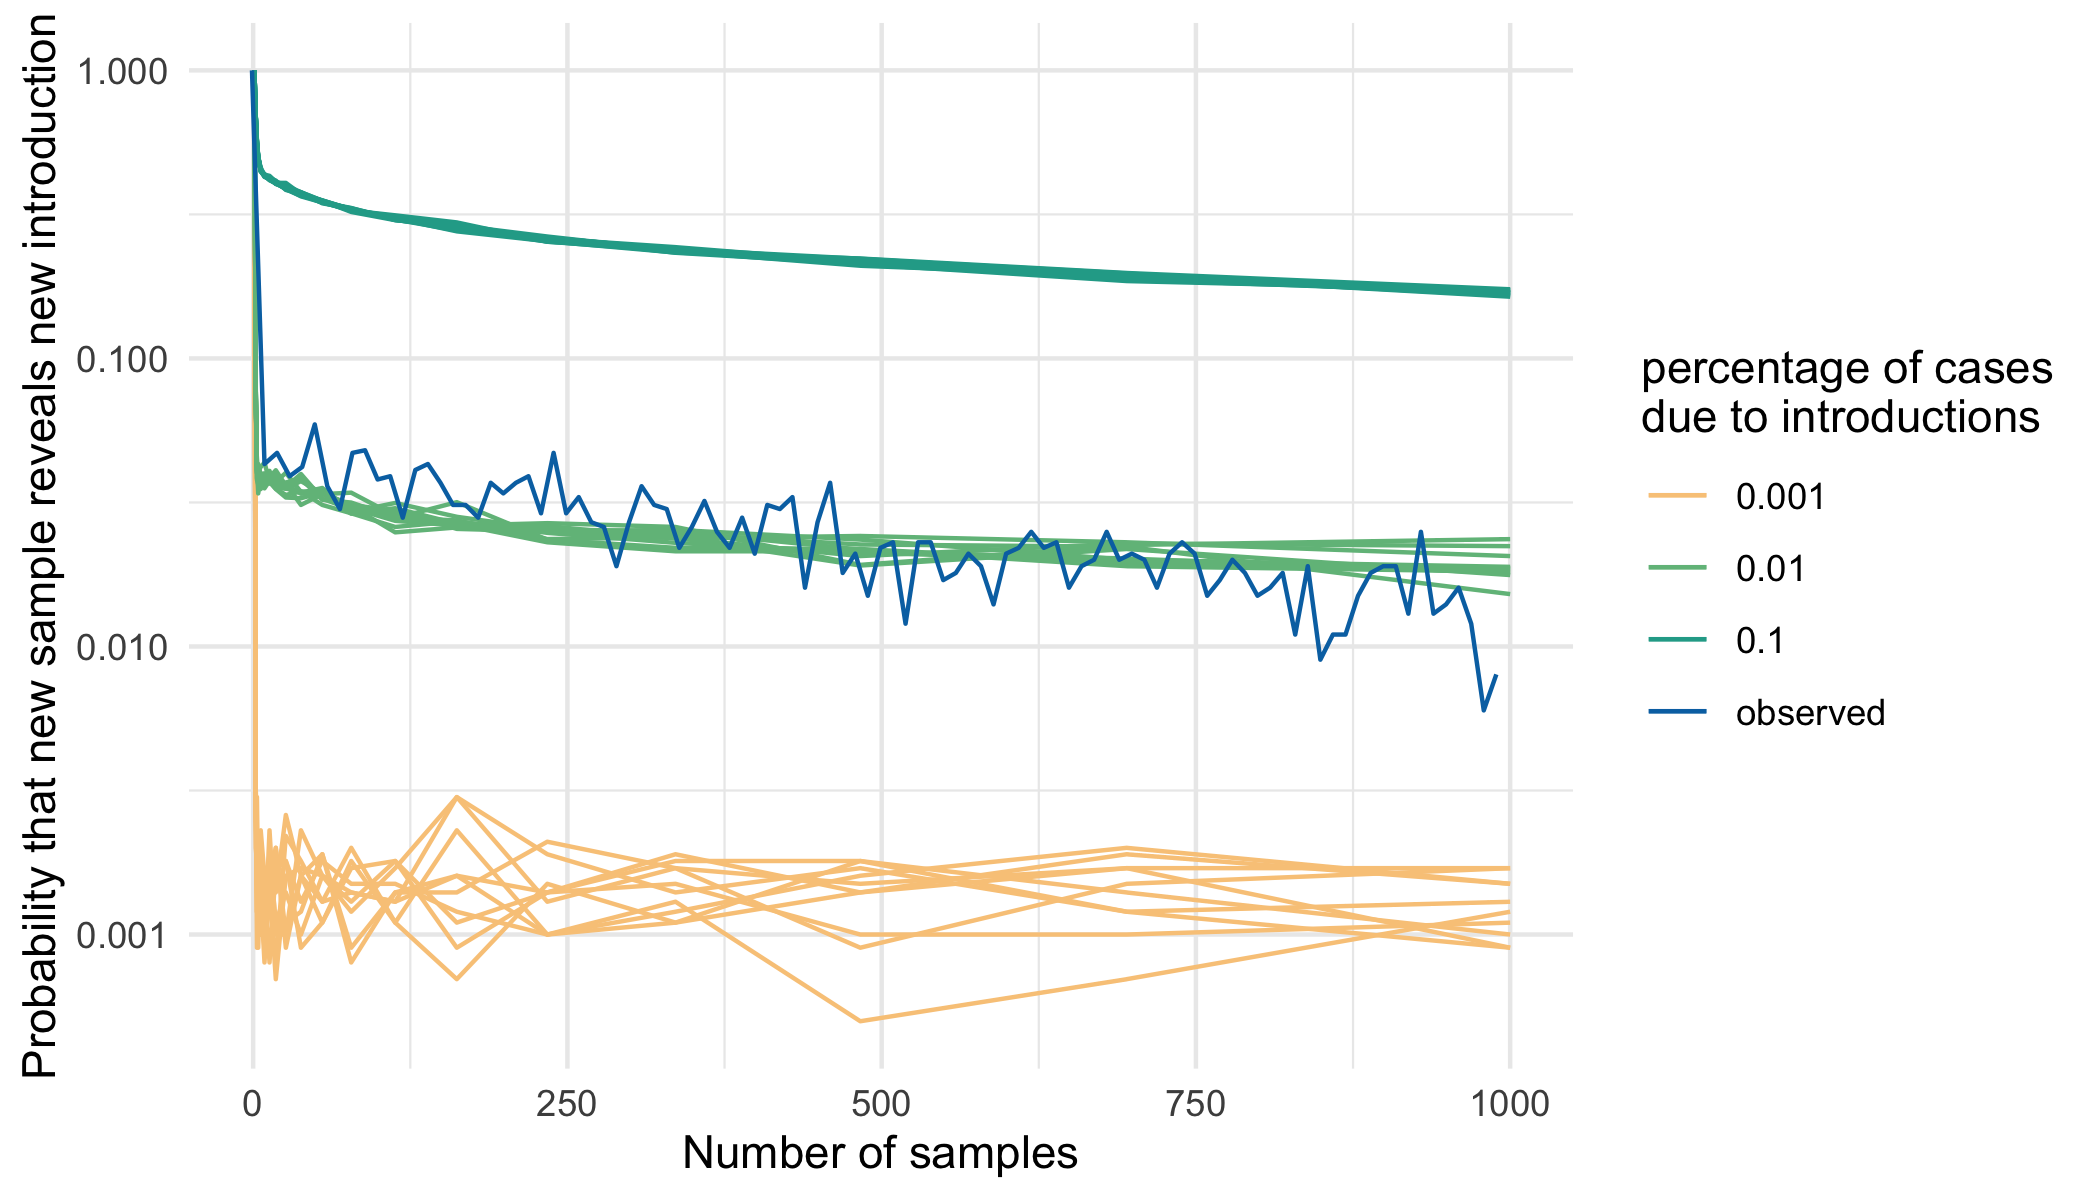 Probability that new sample reveals new introduction
1.000
0.100
0.010
0.001
0
250
500
750
1000
Number of samples
percentage of cases
due to introductions
0.001
0.01
0.1
observed